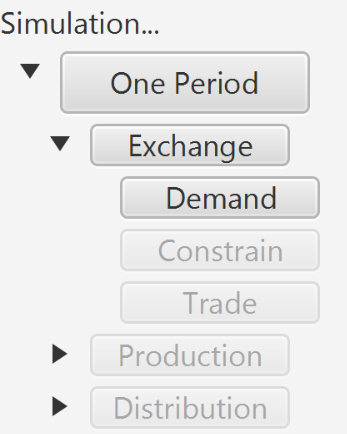 Simulation...
One Period
Exchange
Demand
Constrain
Trade
Production
Distribution